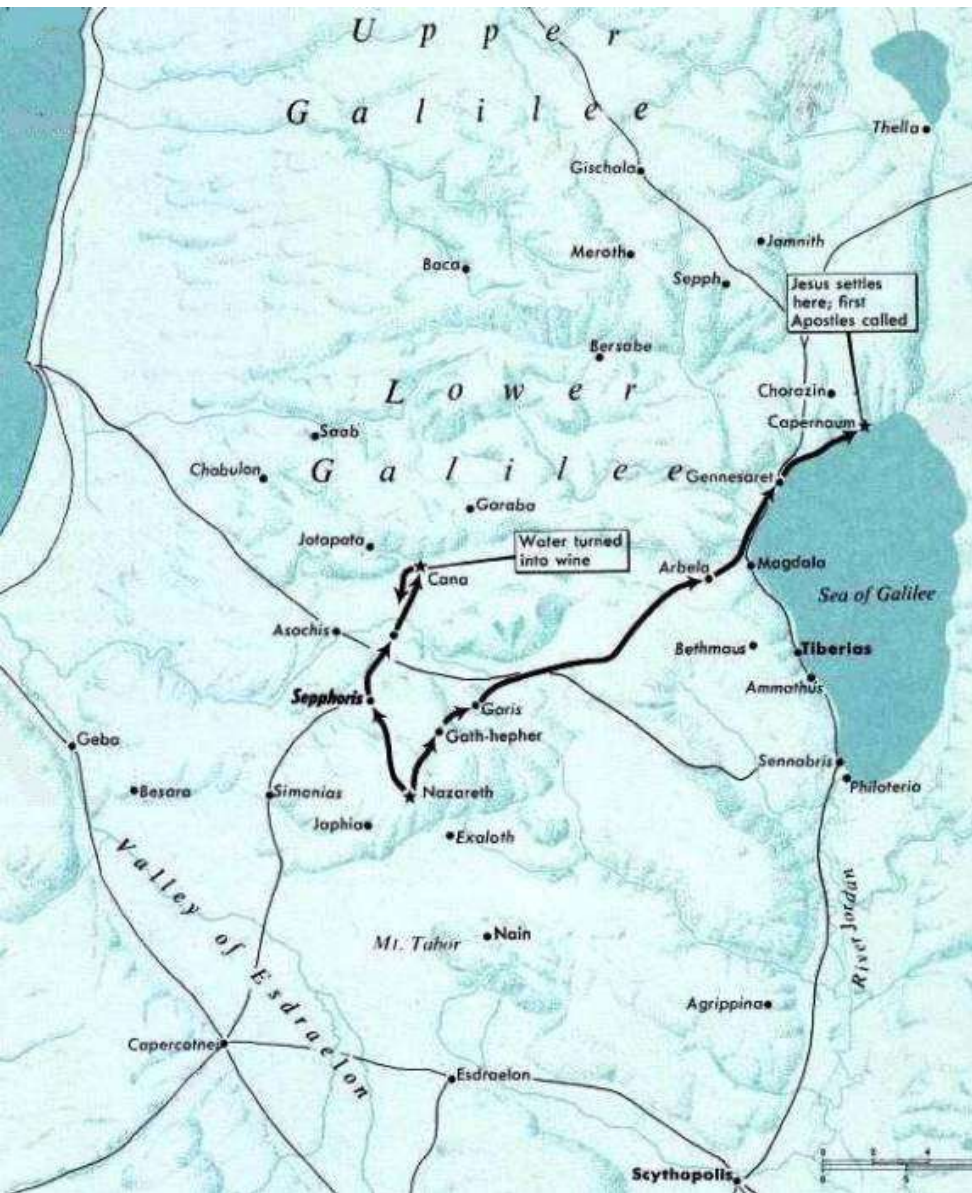 Upper
Galilee
Thella
Gischala
Jamnith
Meroth
Baca
Sepph
Jesus settles
here; first
Apostles called
Bersabe
Lower
Chorazin
Capernaum
Saab
Chabulon
Galilee
Gennesaret
Garaba
Jotapata
Water turned
into wine
Cana
Arbela
Magdala
Sea of Galilee
Asochis
Bethmaus
Tiberias
Ammathus
Sepphoris
Garis
Gath-hepher
Geba
Sennabris
Philoteria
Besara
Simonias
Nazareth
Japhia
Exaloth
Valley of Esdraelon
River Jordan
Mt. Tabor
Nain
Agrippina
Capercotnei
Esdraelon
Scythopolis